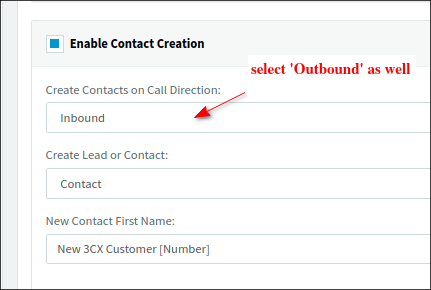 Enable Contact Creation
select 'Outbound' as well
Create Contacts on Call Direction:
Inbound
Create Lead or Contact:
Contact
New Contact First Name:
New 3CX Customer [Number]